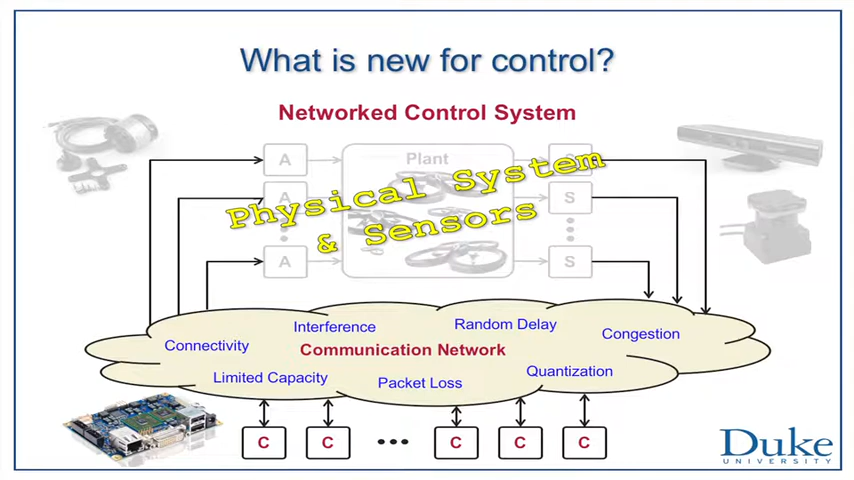 What is new for control?
Networked Control System
A
Plant
S
Physical System
& Sensors
A
S
A
S
Interference
Random Delay
Congestion
Connectivity
Communication Network
Limited Capacity
Packet Loss
Quantization
C
C
C
C
C
Duke
UNIVERSITY